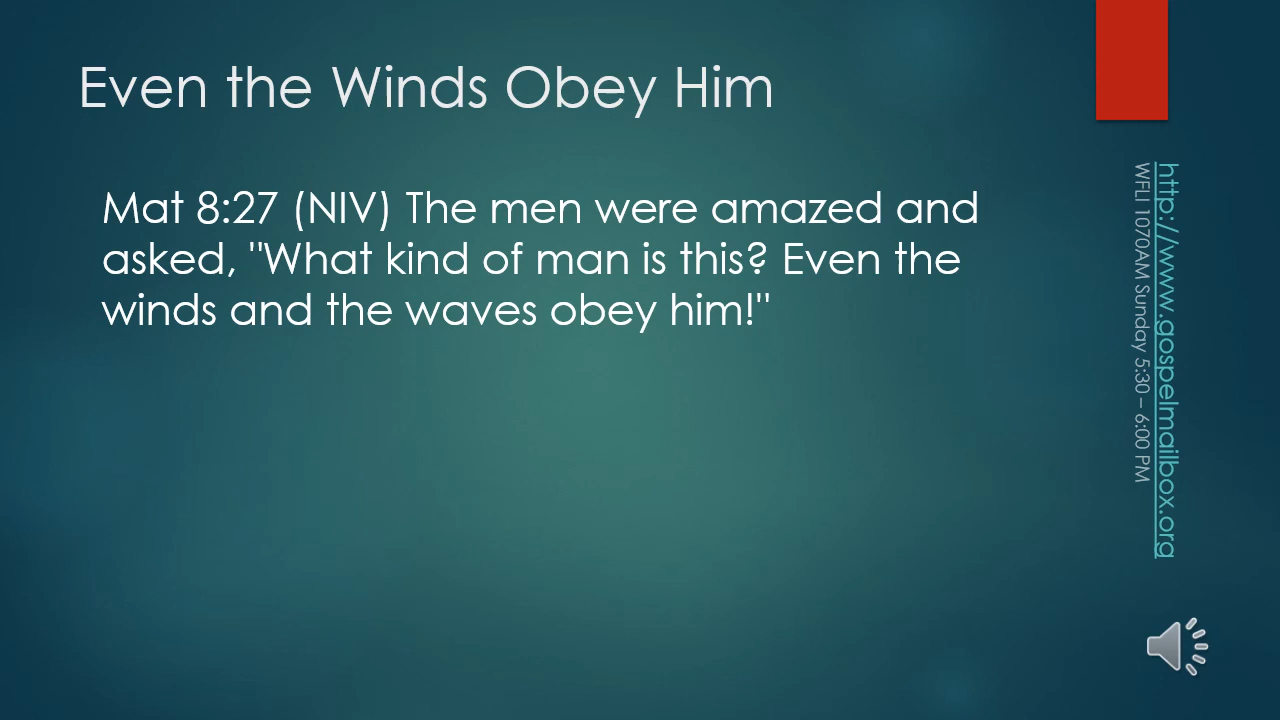 Even the Winds Obey Him
Mat 8:27 (NIV) The men were amazed and
asked, "What kind of man is this? Even the
winds and the waves obey him!"
http://www.gospelmailbox.org
WFLI 1070AM Sunday 5:30 – 6:00 PM